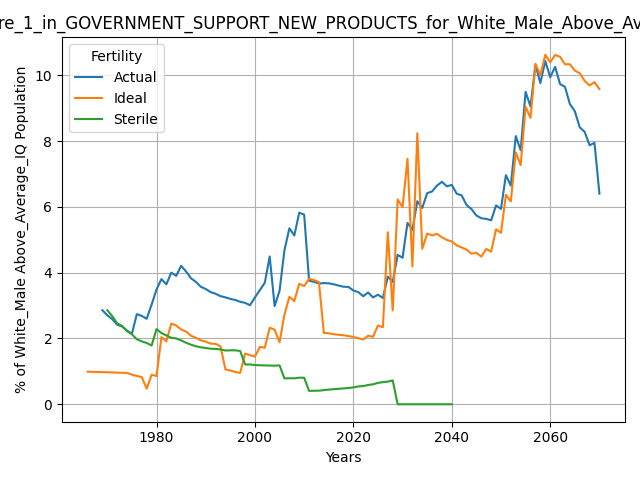 re_1_in_GOVERNMENT_SUPPORT_NEW_PRODUCTS_for_White_Male_Above_Av
Fertility
Actual
Ideal
Sterile
% of White_Male Above_Average_IQ Population
10
8
6
4
2
0
1980 2000 2020 2040 2060
Years